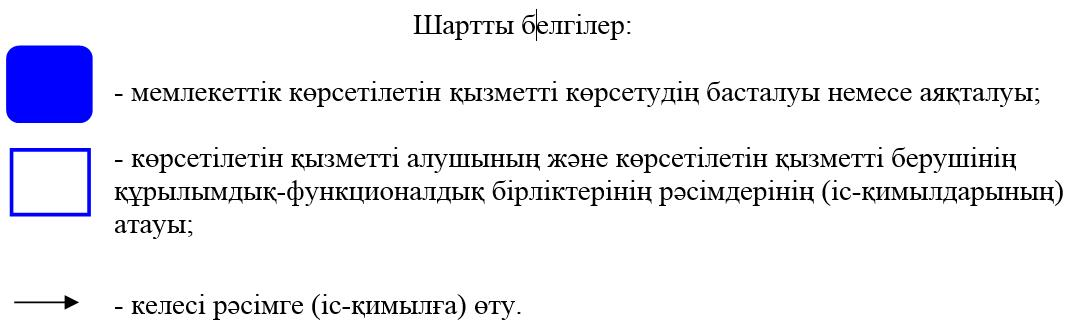 Шартты белгілер:
- мемлекеттік көрсетілетін қызметті көрсетудің басталуы немесе аяқталуы;
- көрсетілетін қызметті алушының және көрсетілетін қызметті берушінің
құрылымдық-функционалдық бірліктерінің рәсімдерінің (іс-қимылдарының)
атауы;
- келесі рәсімге (іс-қимылға) өту.